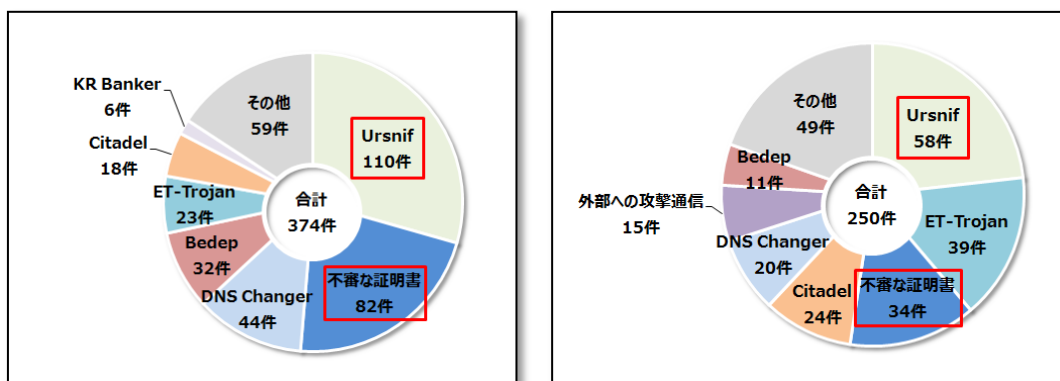 KR Banker
6件
その他
59件
Ursnif
110件
Citadel
18件
ET-Trojan
23件
合計
374件
Bedep
32件
DNS Changer
44件
不審な証明書
82件
その他
49件
Ursnif
58件
Bedep
11件
合計
250件
外部への攻撃通信
15件
ET-Trojan
39件
DNS Changer
20件
Citadel
24件
不審な証明書
34件